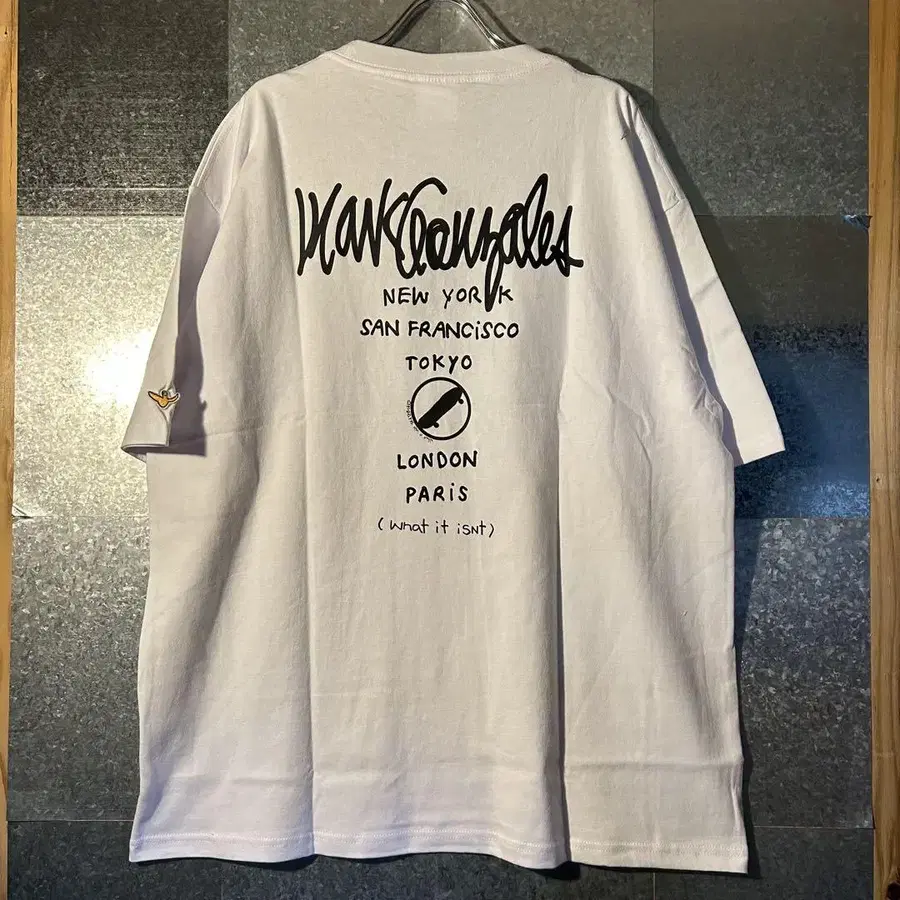 Mark Gonzales
NEW YORK
SAN FRANCiSCO
TOKYO
LONDON
PARiS
(what it isNt)